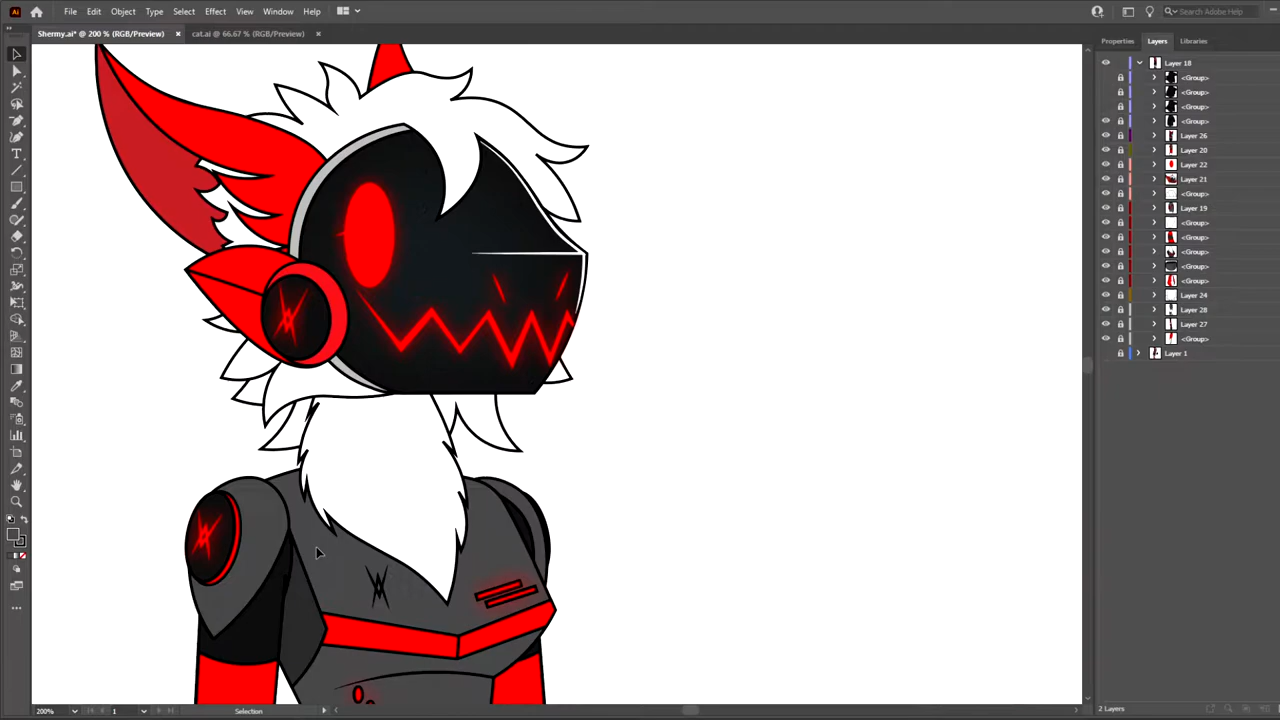 Ai File Edit Object Type Select Effect View Window Help Search Adobe Help
Shermy.ai* @ 200 % (RGB/Preview) × cat.ai @ 66.67 % (RGB/Preview) ×
Properties Layers Libraries
Layer 18
<Group>
<Group>
<Group>
<Group>
Layer 26
Layer 20
Layer 22
Layer 21
<Group>
Layer 19
<Group>
<Group>
<Group>
<Group>
<Group>
Layer 24
Layer 28
Layer 27
<Group>
Layer 1
200% 1 Selection 2 Layers